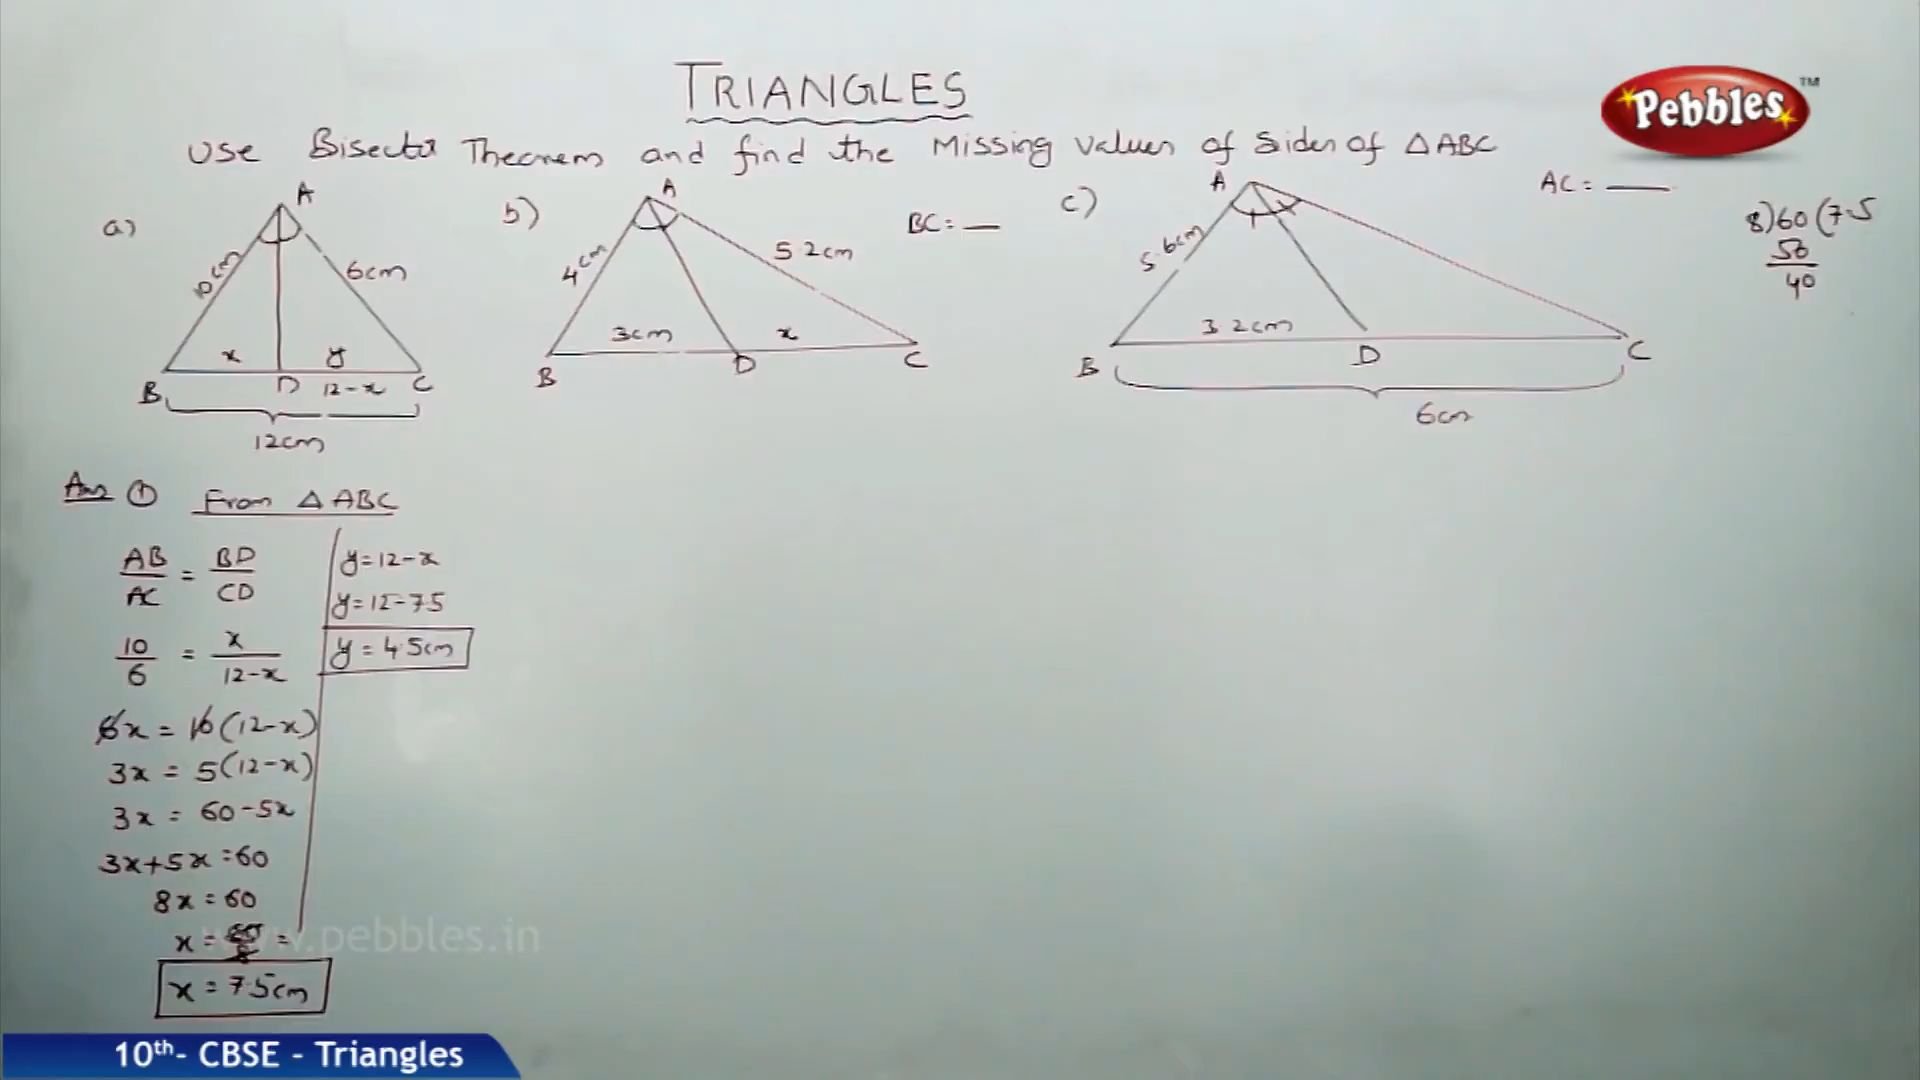 TRIANGLES
Pebbles™
Use Bisector Theorem and find the Missing values of sides of △ABC
a)
A
10cm
6cm
x
y
B
D
12-x
C
12cm
b)
A
BC = __
4cm
5.2cm
3cm
x
B
D
C
c)
A
AC = ___
5.6cm
3.2cm
B
D
C
6cm
8)60(7.5
56
40
Ans ① From △ABC
AB/AC = BD/CD
10/6 = x/12-x
6x = 10(12-x)
3x = 5(12-x)
3x = 60-5x
3x+5x=60
8x=60
x = 60/8 =
x = 7.5cm
y=12-x
y=12-7.5
y = 4.5cm
www.pebbles.in
10th- CBSE - Triangles